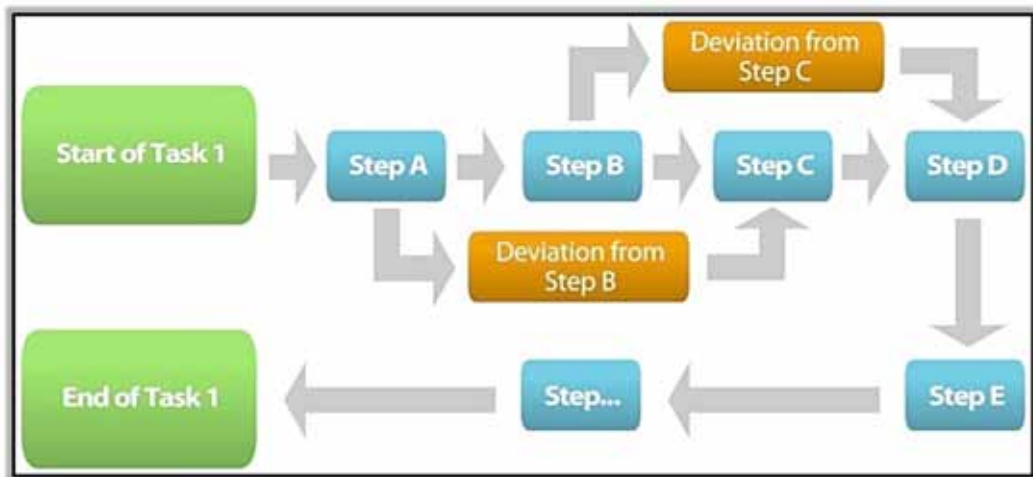 Deviation from
Step C
Start of Task 1
Step A
Step B
Step C
Step D
Deviation from
Step B
End of Task 1
Step...
Step E